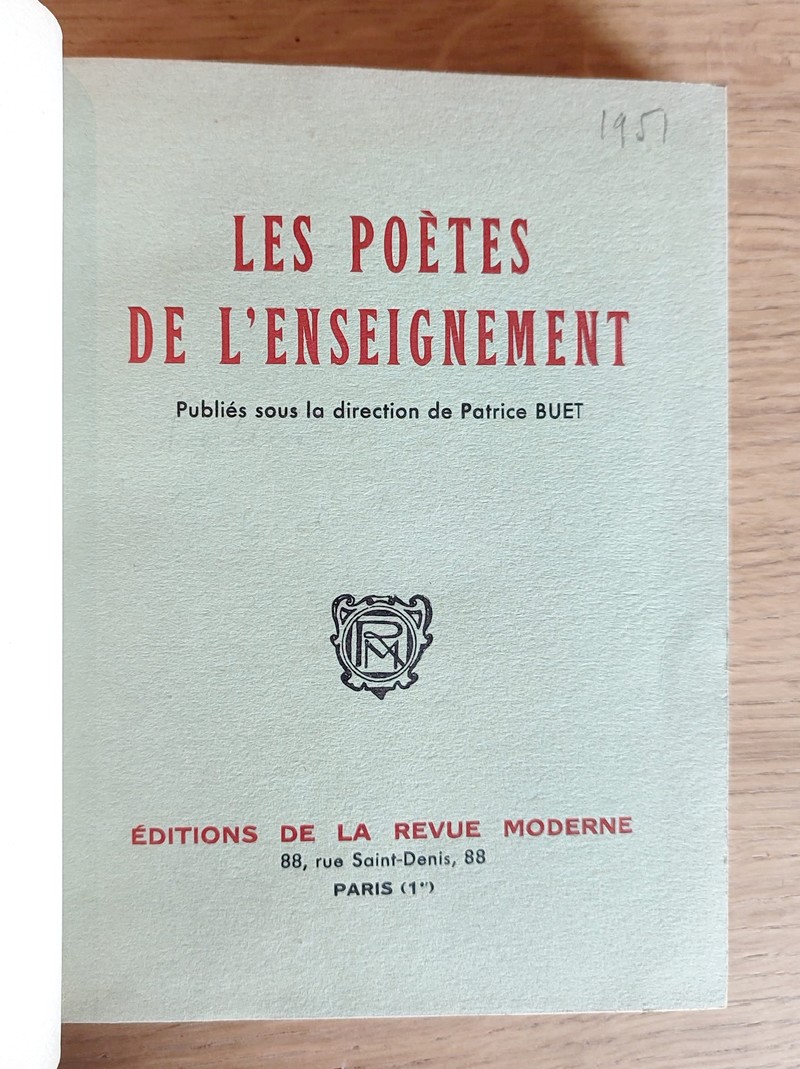 1951
LES POÈTES
DE L'ENSEIGNEMENT
Publiés sous la direction de Patrice BUET
RM
ÉDITIONS DE LA REVUE MODERNE
88, rue Saint-Denis, 88
PARIS (1er)